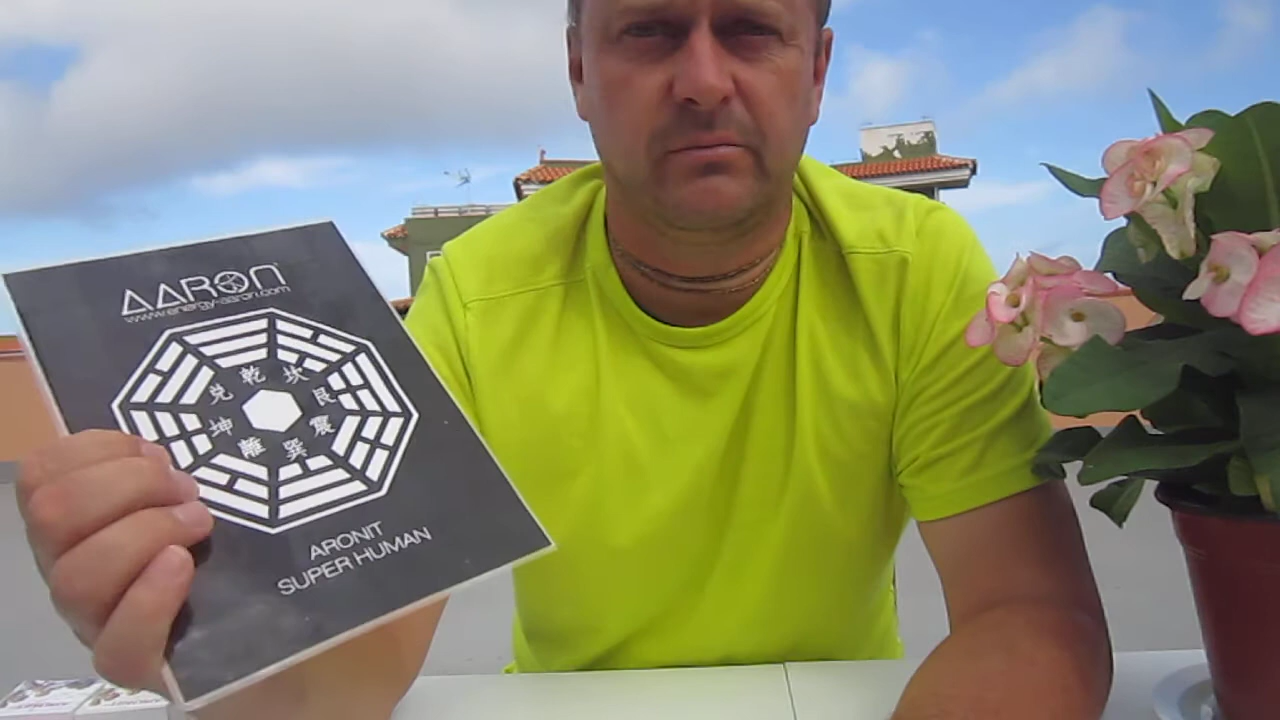 AARON
www.energy-aaron.com
乾 坎 艮 震 巽 離 坤 兌
ARONIT
SUPER HUMAN